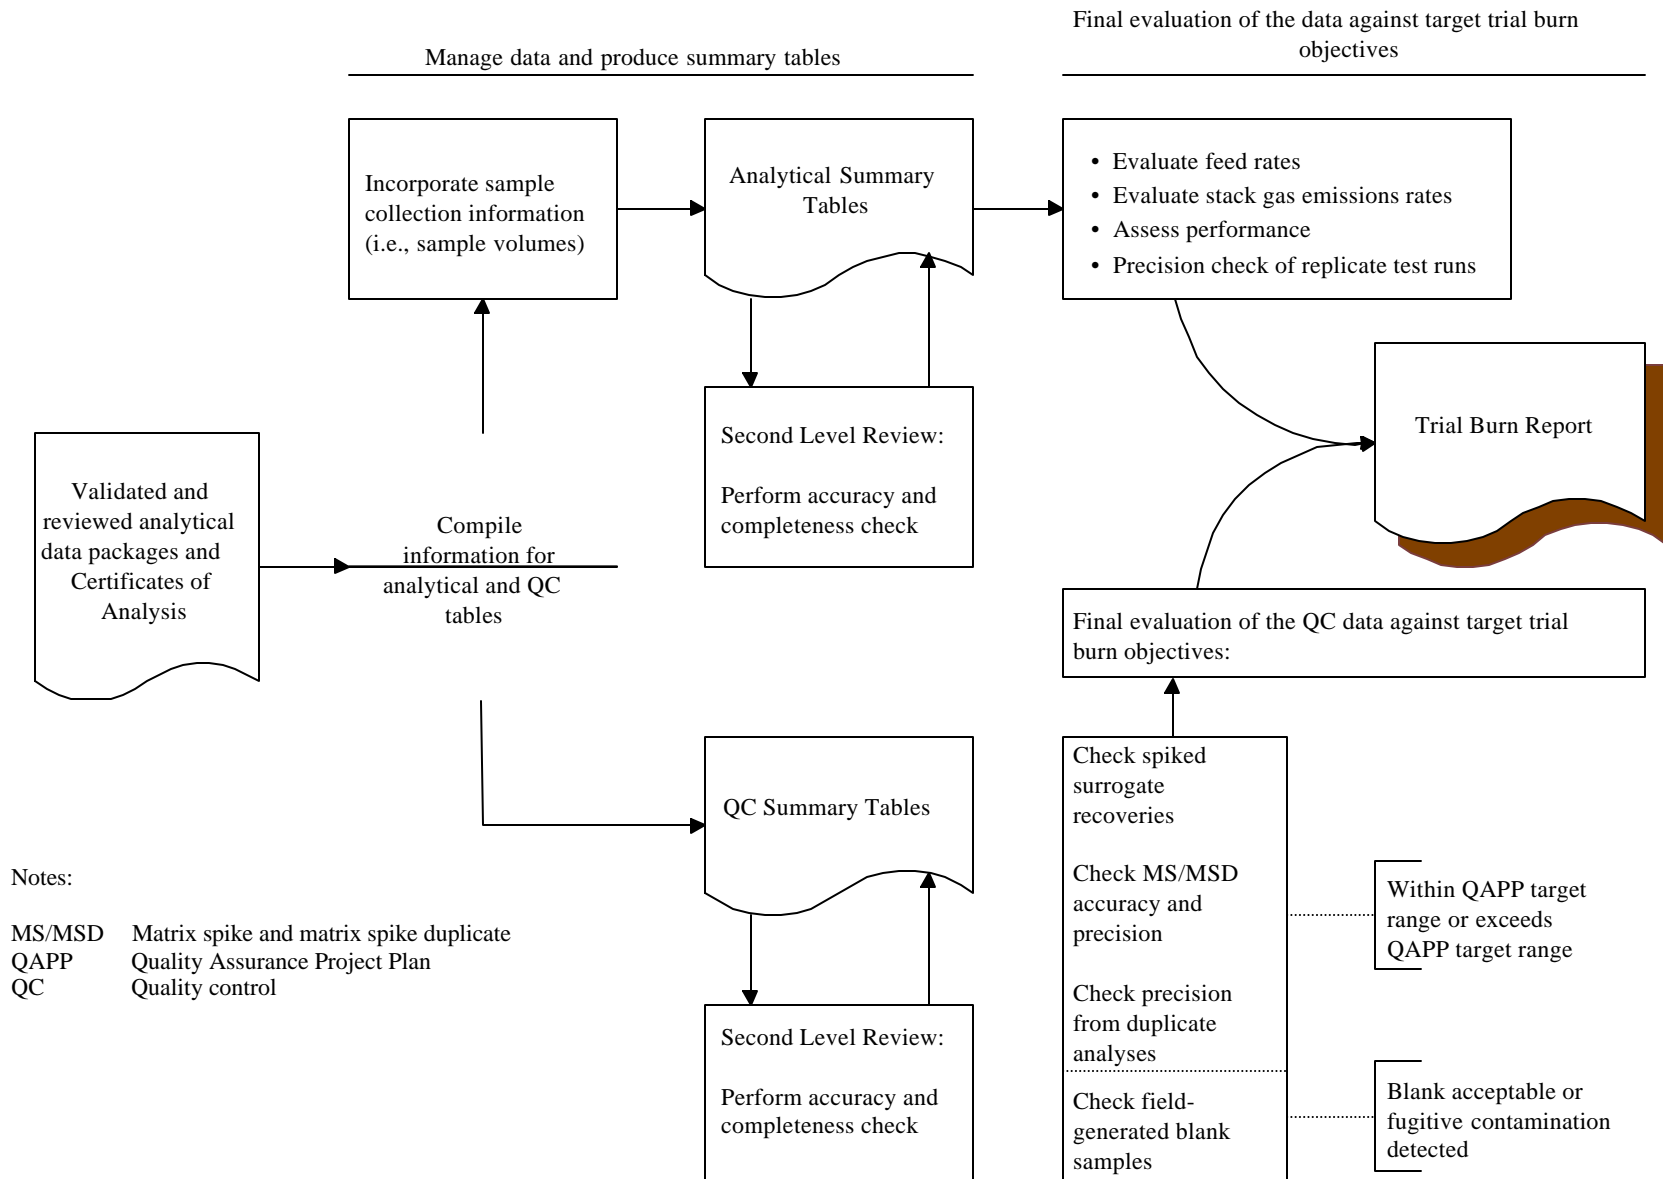 Final evaluation of the data against target trial burn
objectives
Manage data and produce summary tables
Incorporate sample
collection information
(i.e., sample volumes)
Analytical Summary
Tables
• Evaluate feed rates
• Evaluate stack gas emissions rates
• Assess performance
• Precision check of replicate test runs
Second Level Review:
Perform accuracy and
completeness check
Trial Burn Report
Validated and
reviewed analytical
data packages and
Certificates of
Analysis
Compile
information for
analytical and QC
tables
Final evaluation of the QC data against target trial
burn objectives:
QC Summary Tables
Check spiked
surrogate
recoveries
Check MS/MSD
accuracy and
precision
Check precision
from duplicate
analyses
Check field-
generated blank
samples
Within QAPP target
range or exceeds
QAPP target range
Blank acceptable or
fugitive contamination
detected
Second Level Review:
Perform accuracy and
completeness check
Notes:
MS/MSD Matrix spike and matrix spike duplicate
QAPP Quality Assurance Project Plan
QC Quality control